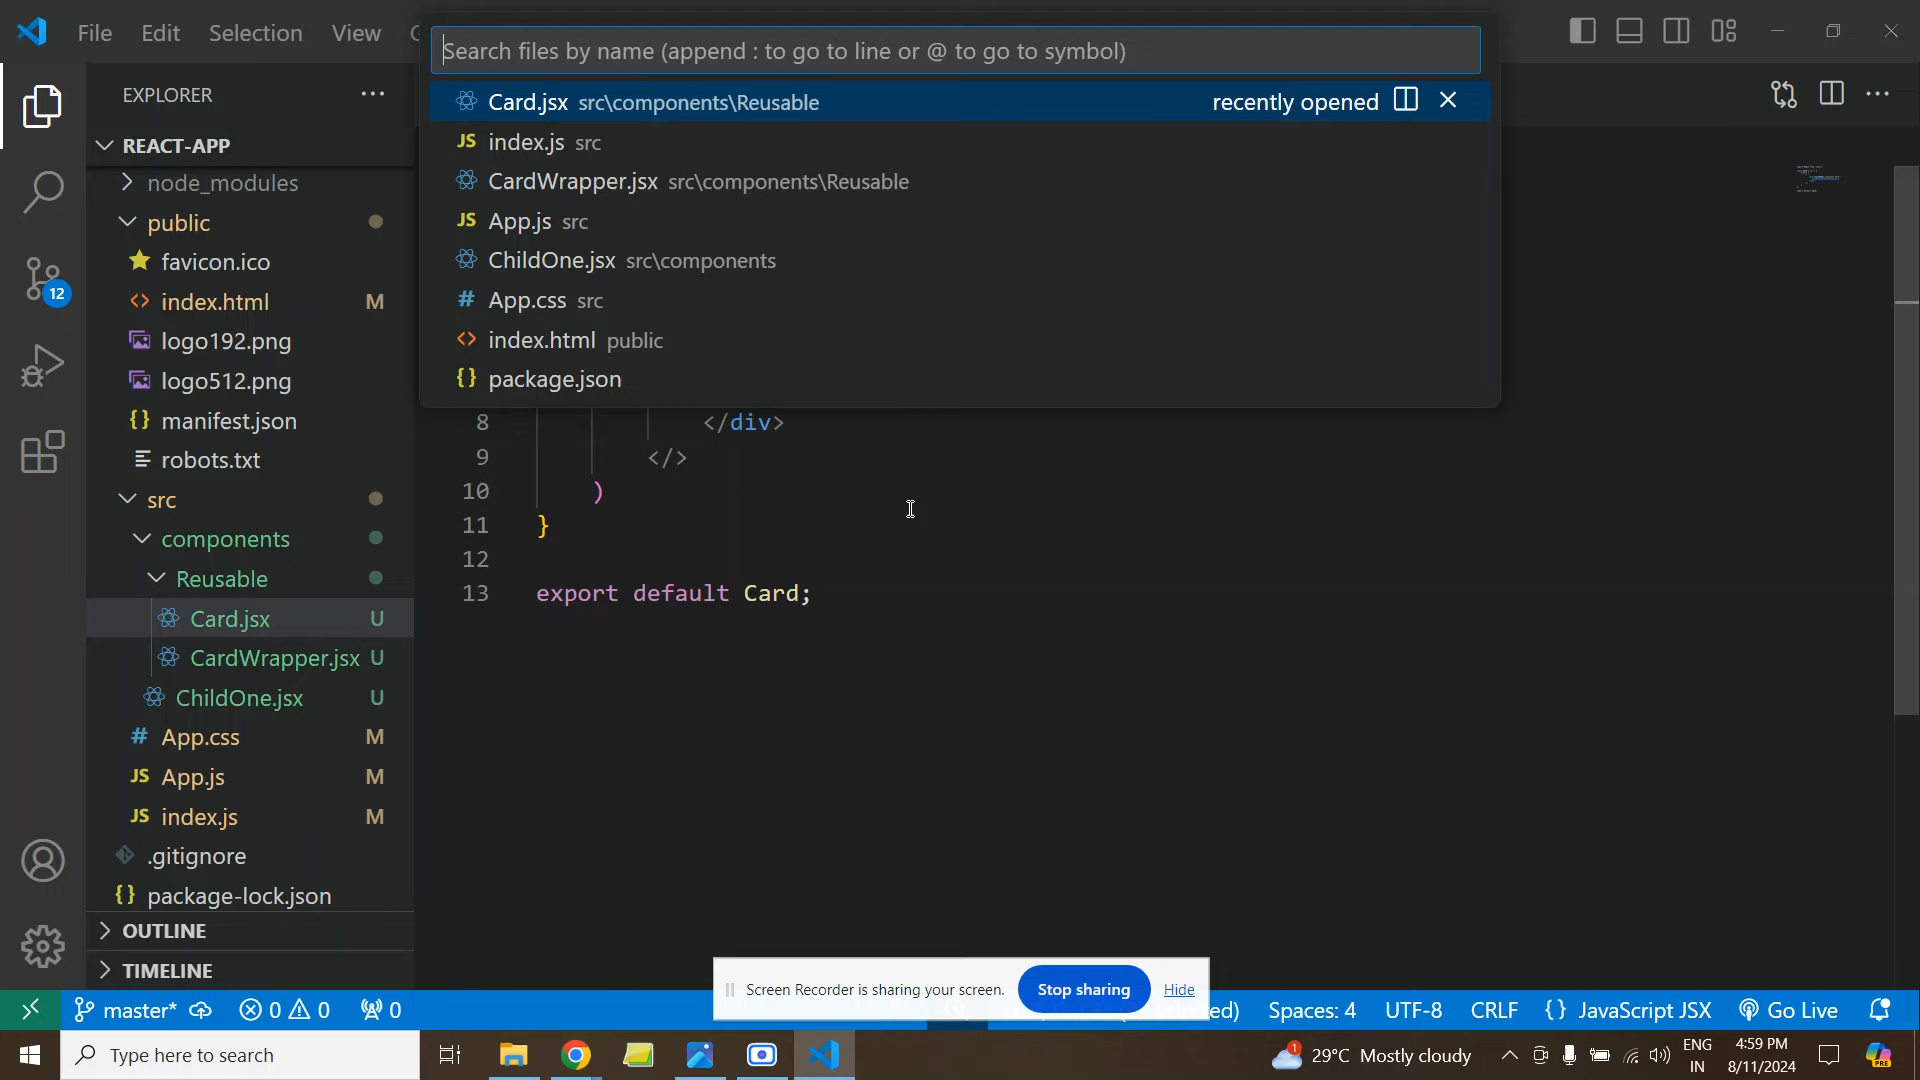 File Edit Selection View
Search files by name (append : to go to line or @ to go to symbol)
Card.jsx src\components\Reusable recently opened
JS index.js src
CardWrapper.jsx src\components\Reusable
JS App.js src
ChildOne.jsx src\components
# App.css src
<> index.html public
{} package.json
EXPLORER
REACT-APP
node_modules
public
favicon.ico
<> index.html M
logo192.png
logo512.png
{} manifest.json
robots.txt
src
components
Reusable
Card.jsx U
CardWrapper.jsx U
ChildOne.jsx U
# App.css M
JS App.js M
JS index.js M
.gitignore
{} package-lock.json
OUTLINE
TIMELINE
12
8 </div>
9 </>
10 )
11 }
12
13 export default Card;
Screen Recorder is sharing your screen. Stop sharing Hide
master* 0 0 0 Spaces: 4 UTF-8 CRLF {} JavaScript JSX Go Live
Type here to search
1
29°C Mostly cloudy
ENG
IN
4:59 PM
8/11/2024
PRE